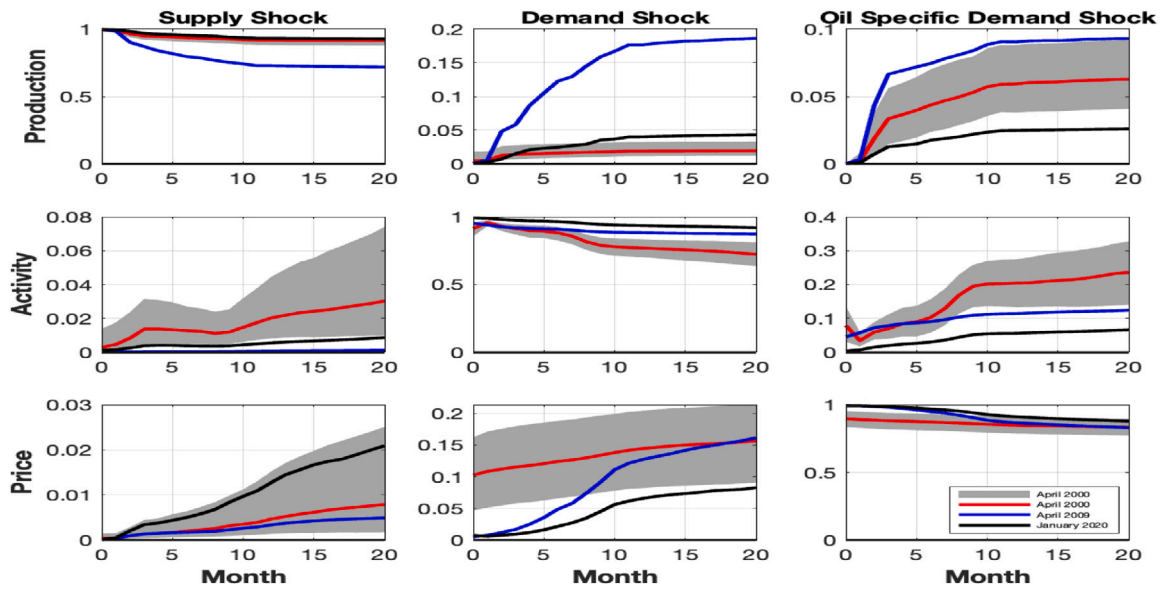 Supply Shock
Demand Shock
Oil Specific Demand Shock
Production
1
0.5
0
0 5 10 15 20
0.2
0.15
0.1
0.05
0
0 5 10 15 20
0.1
0.05
0
0 5 10 15 20
Activity
0.08
0.06
0.04
0.02
0
0 5 10 15 20
1
0.5
0
0 5 10 15 20
0.4
0.3
0.2
0.1
0
0 5 10 15 20
Price
0.03
0.02
0.01
0
0 5 10 15 20
Month
0.2
0.15
0.1
0.05
0
0 5 10 15 20
Month
1
0.5
0
0 5 10 15 20
Month
April 2000
April 2000
April 2009
January 2020